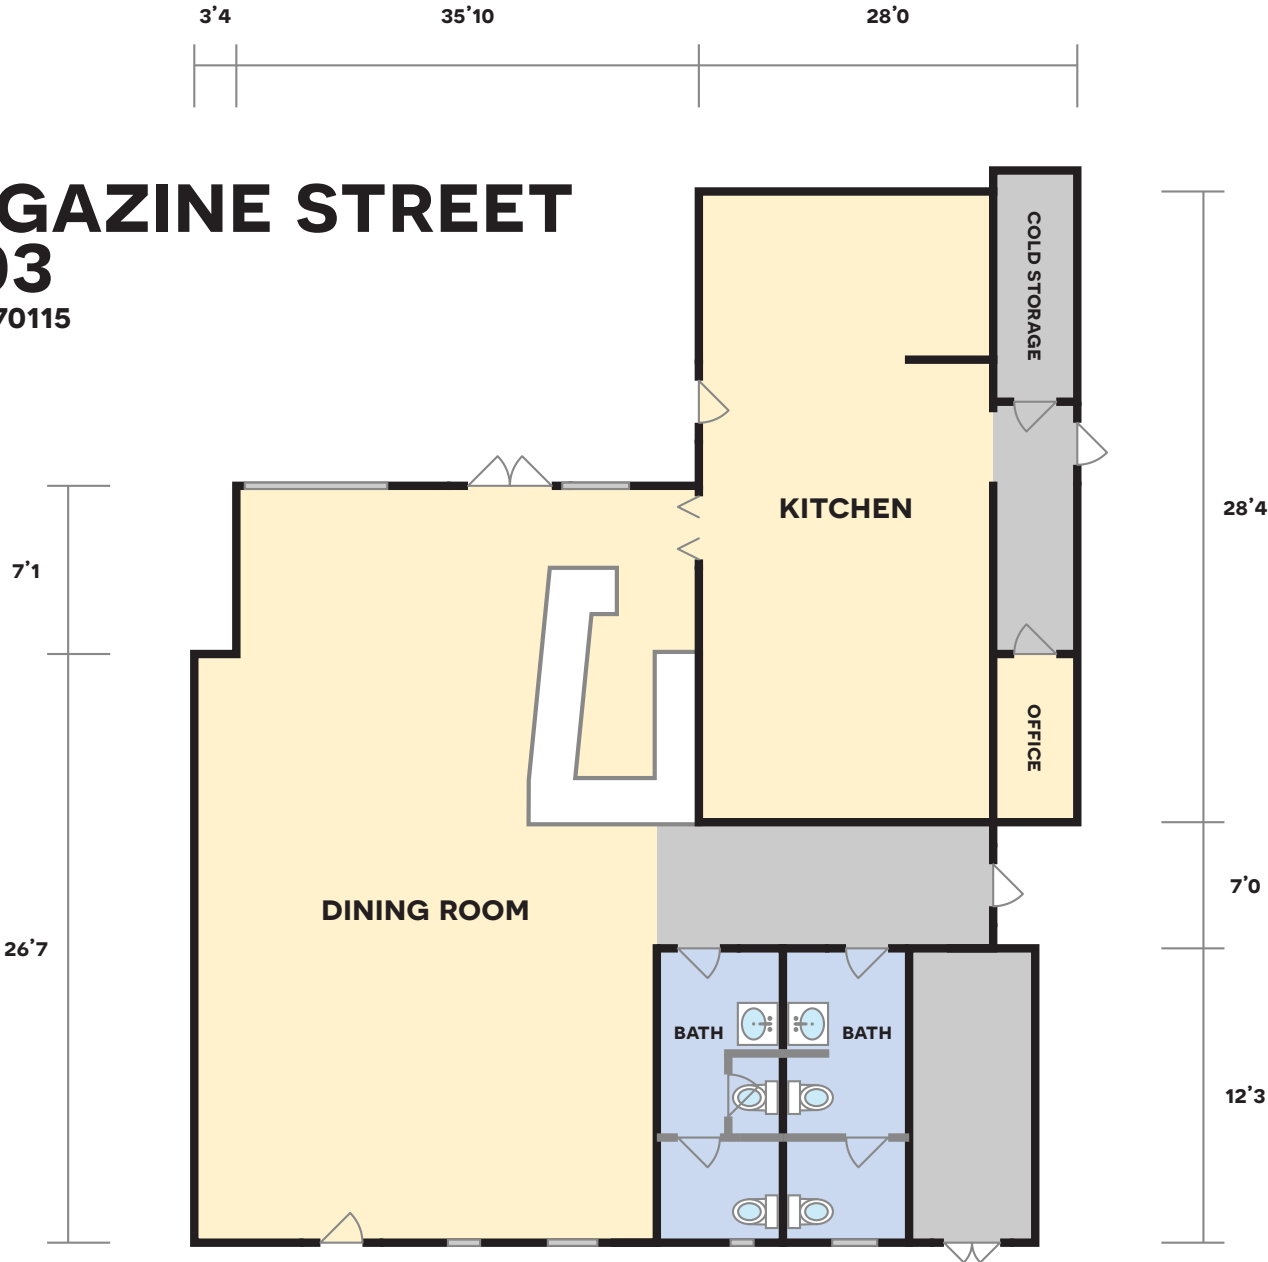 3’4
35’10
28’0
GAZINE STREET
03
70115
COLD STORAGE
KITCHEN
28’4
7’1
OFFICE
7’0
DINING ROOM
26’7
BATH
BATH
12’3